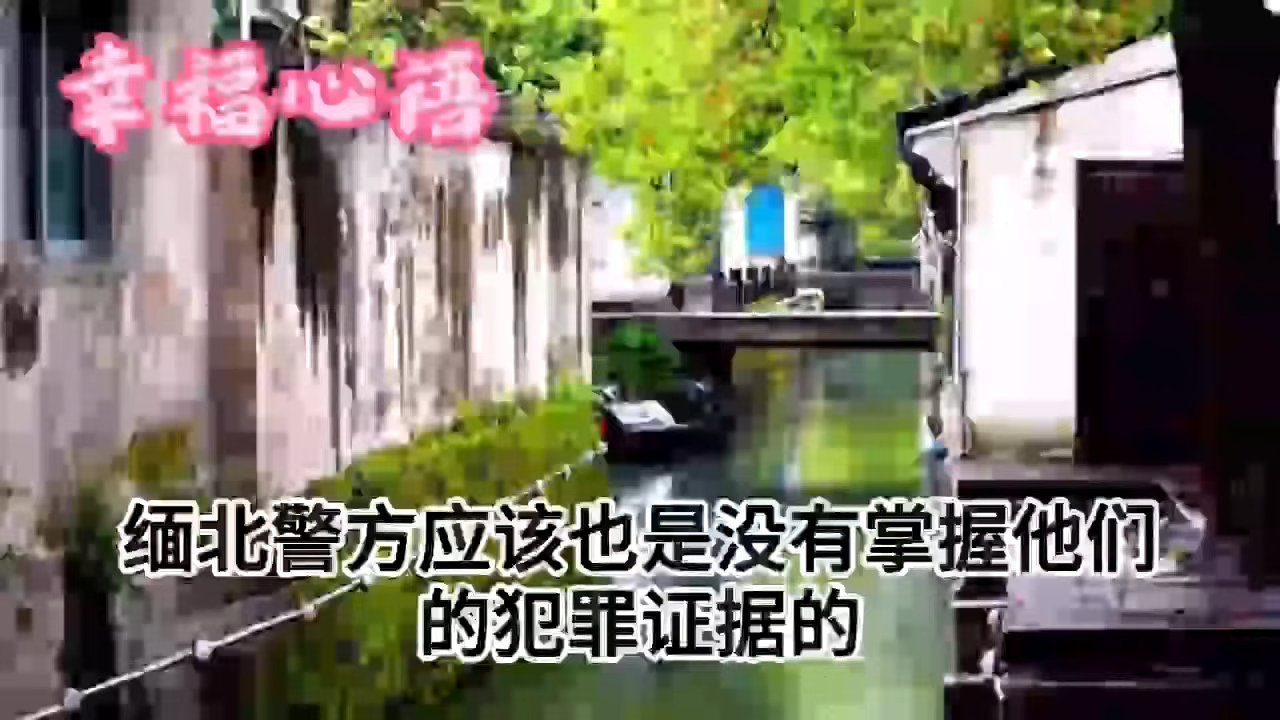 幸福心语
缅北警方应该也是没有掌握他们
的犯罪证据的